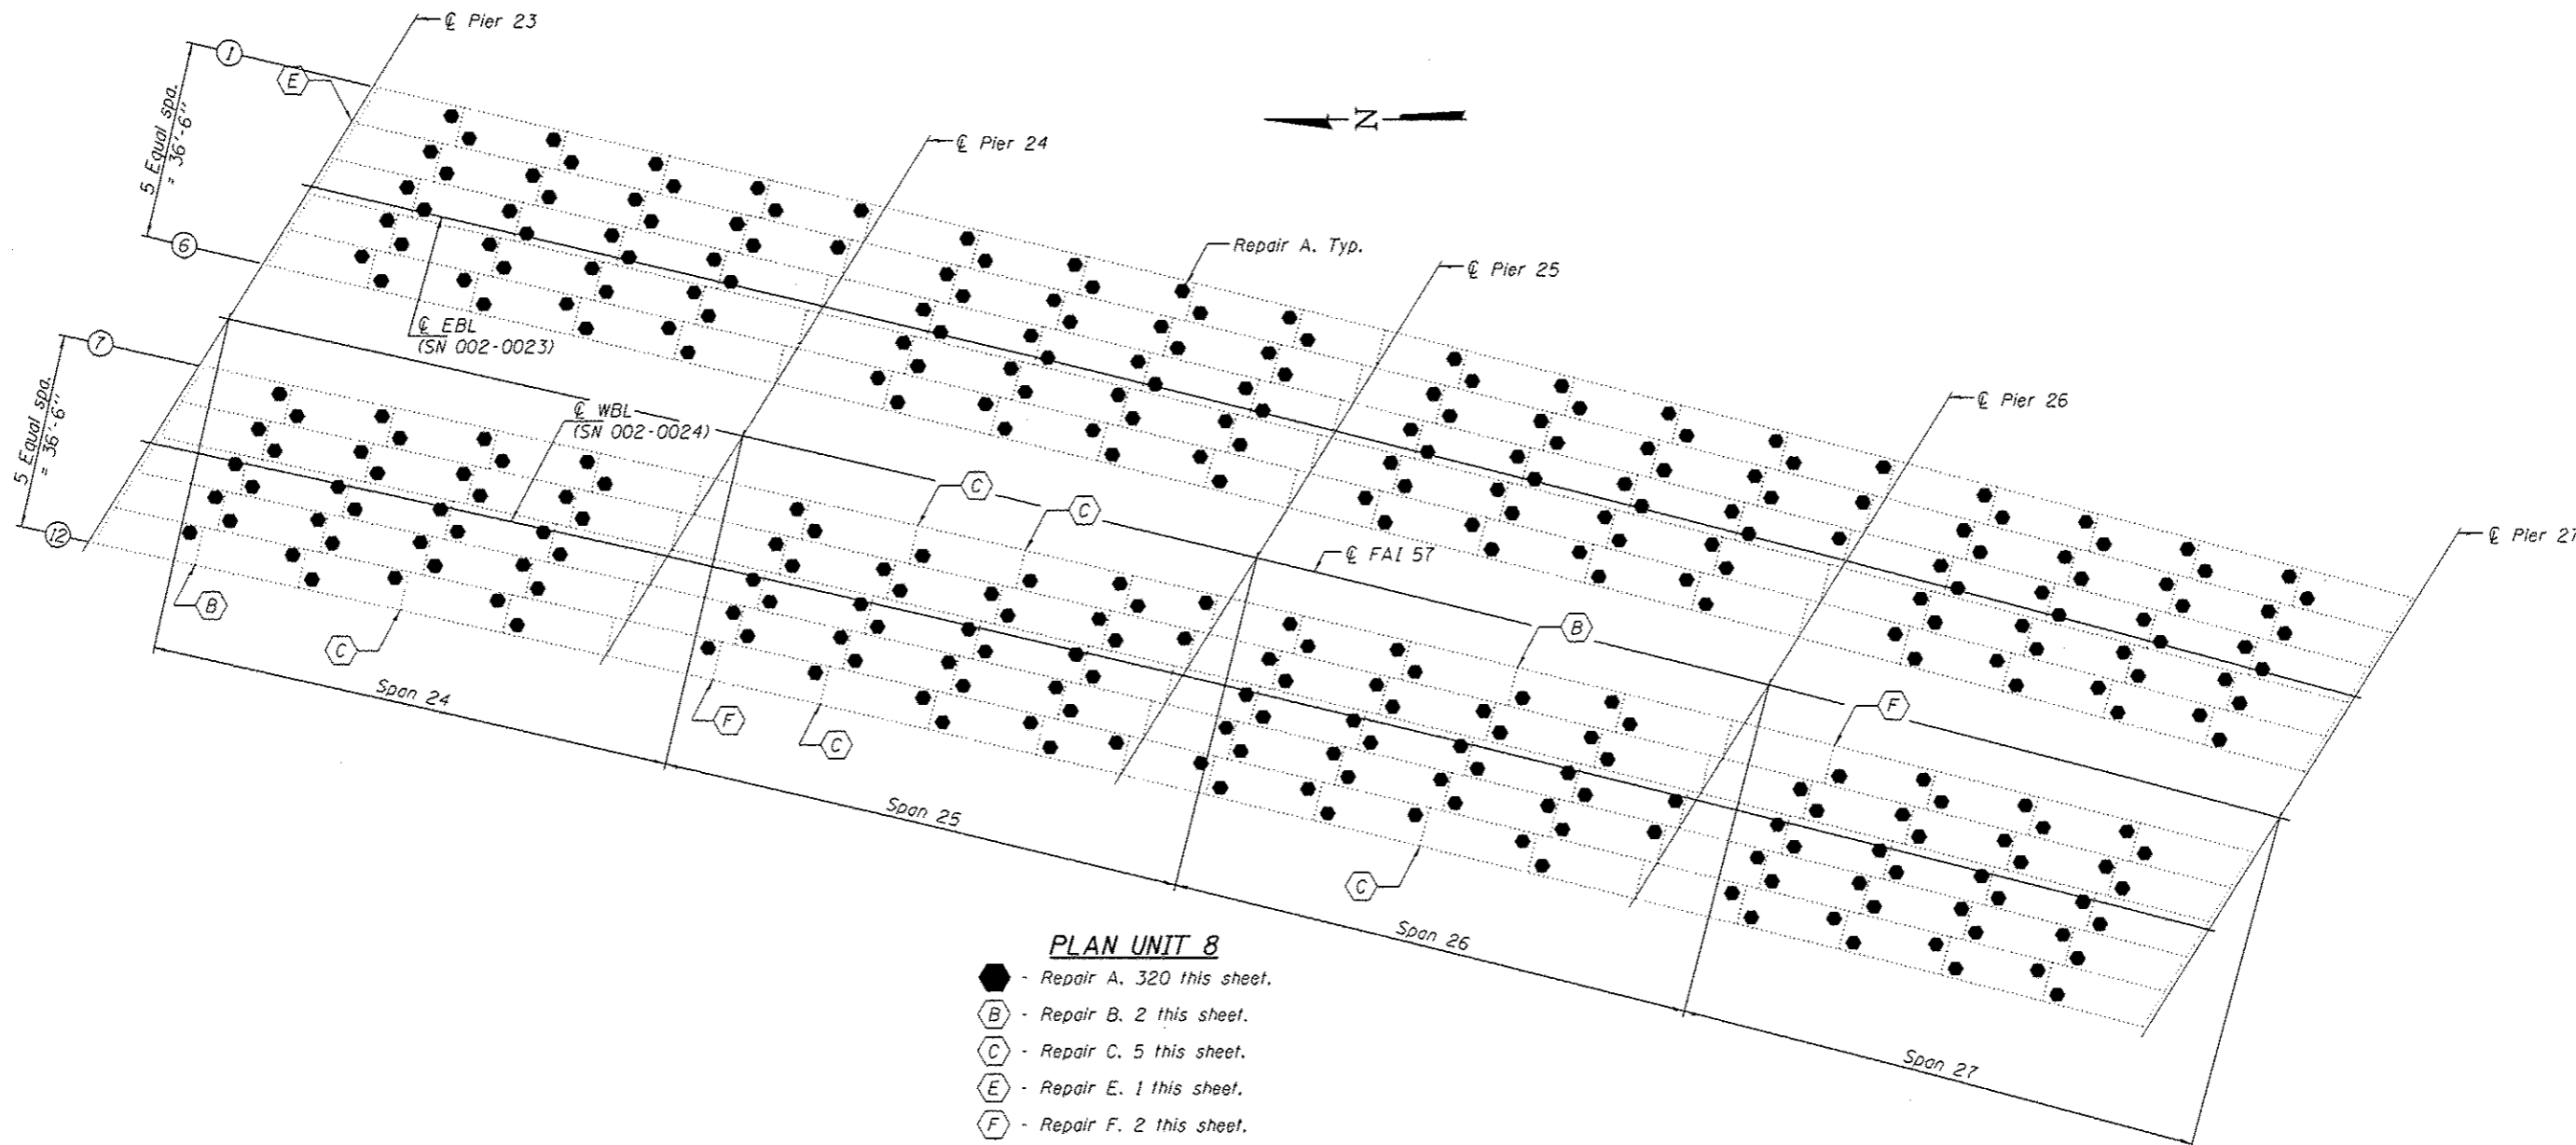 ℄ Pier 23
1
E
5 Equal spa.
= 36'-6"
6
℄ Pier 24
N
Repair A. Typ.
℄ Pier 25
℄ EBL
(SN 002-0023)
7
5 Equal spa.
= 36'-6"
12
℄ WBL
(SN 002-0024)
℄ Pier 26
C
C
℄ FAI 57
℄ Pier 27
B
C
B
F
F
C
C
Span 24
Span 25
Span 26
Span 27
PLAN UNIT 8
- Repair A. 320 this sheet.
B - Repair B. 2 this sheet.
C - Repair C. 5 this sheet.
E - Repair E. 1 this sheet.
F - Repair F. 2 this sheet.